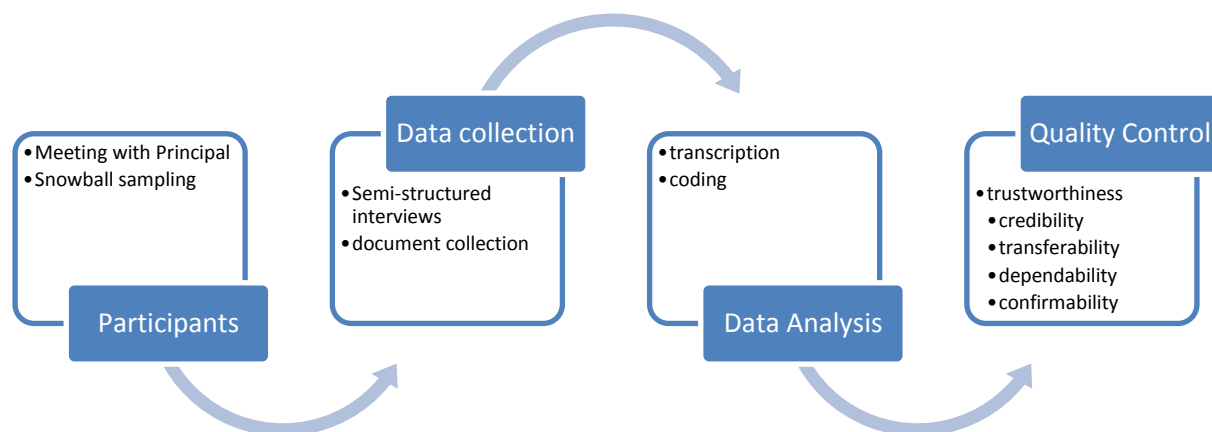 • Meeting with Principal
• Snowball sampling
Participants
Data collection
• Semi-structured
interviews
• document collection
• transcription
• coding
Data Analysis
Quality Control
• trustworthiness
• credibility
• transferability
• dependability
• confirmability